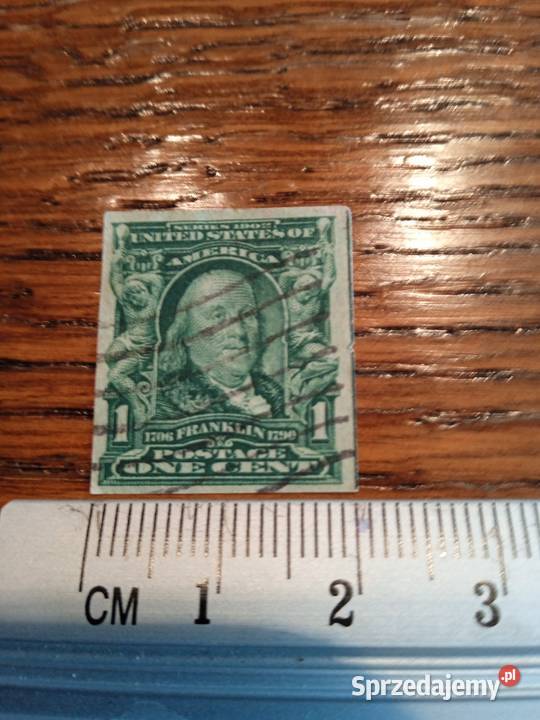 SERIES 1902
UNITED STATES OF
AMERICA
1 1706 FRANKLIN 1790 1
POSTAGE
ONE CENT
CM 1 2 3
Sprzedajemy.pl